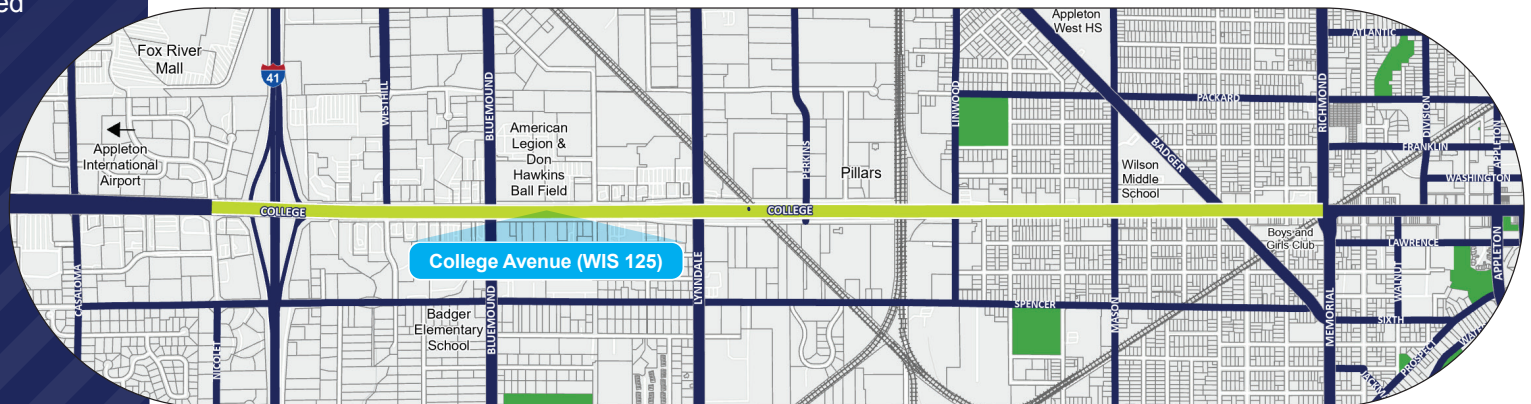 ed
Fox River
Mall
41
Appleton
International
Airport
CASALOMA
NICOLET
COLLEGE
WESTHILL
BLUEMOUND
American
Legion &
Don
Hawkins
Ball Field
College Avenue (WIS 125)
Badger
Elementary
School
BLUEMOUND
LYNNDALE
COLLEGE
PERKINS
Pillars
LINWOOD
Appleton
West HS
PACKARD
BADGER
Wilson
Middle
School
SPENCER
MASON
RICHMOND
Boys and
Girls Club
MEMORIAL
ATLANTIC
DIVISION
FRANKLIN
APPLETON
WASHINGTON
LAWRENCE
WALNUT
APPLETON
SIXTH
PROSPECT
WATE
JACKM